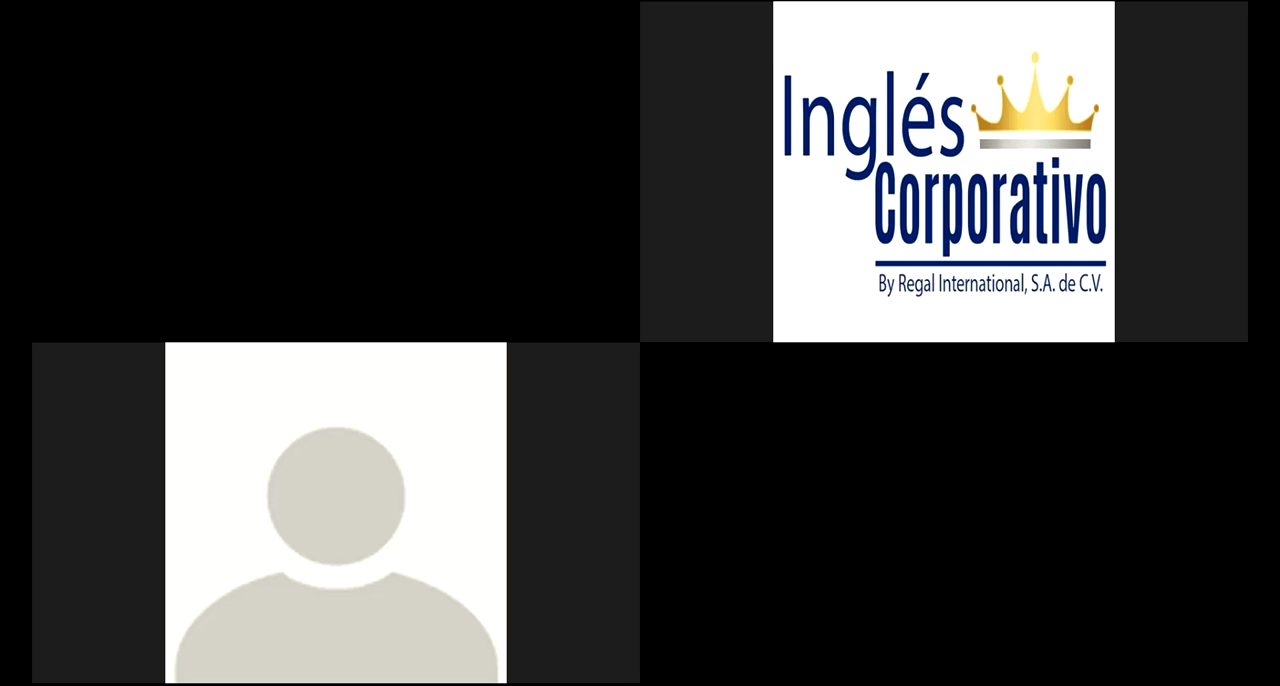 Inglés
Corporativo
By Regal International, S.A. de C.V.